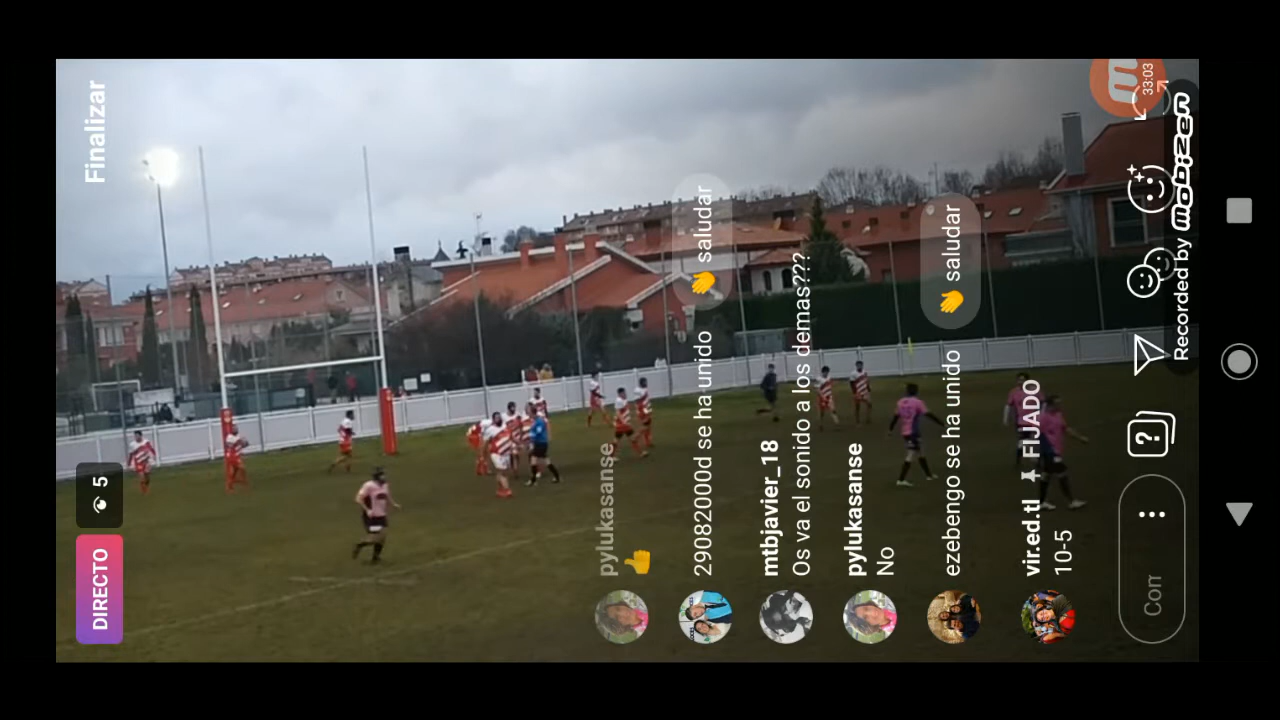 Finalizar
DIRECTO
5
pylukasanse
29082000d se ha unido
saludar
mtbjavier_18
Os va el sonido a los demas???
pylukasanse
No
ezebengo se ha unido
saludar
vir.ed.tl FIJADO
10-5
Com
33:03
Recorded by mobizen